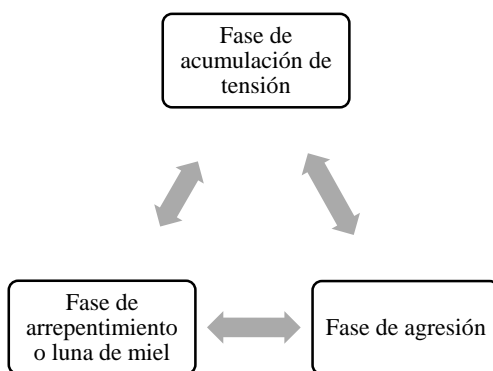 Fase de
acumulación de
tensión
Fase de
arrepentimiento
o luna de miel
Fase de agresión